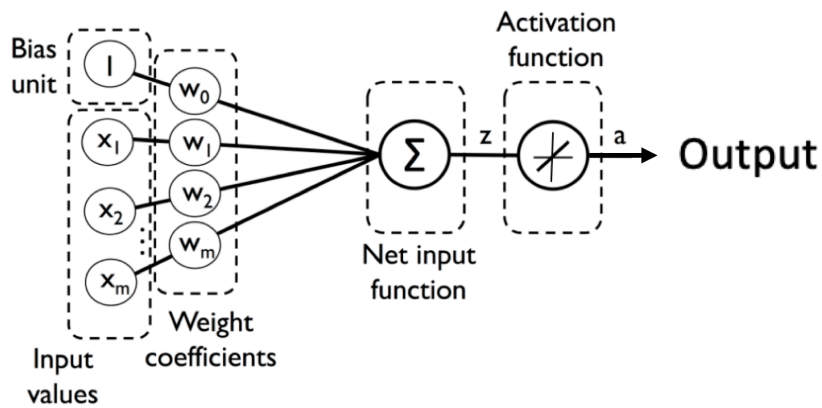 Bias
unit
1
w0
x1
w1
x2
w2
⋮
xm
wm
Input
values
Weight
coefficients
Σ
Net input
function
z
Activation
function
a
Output